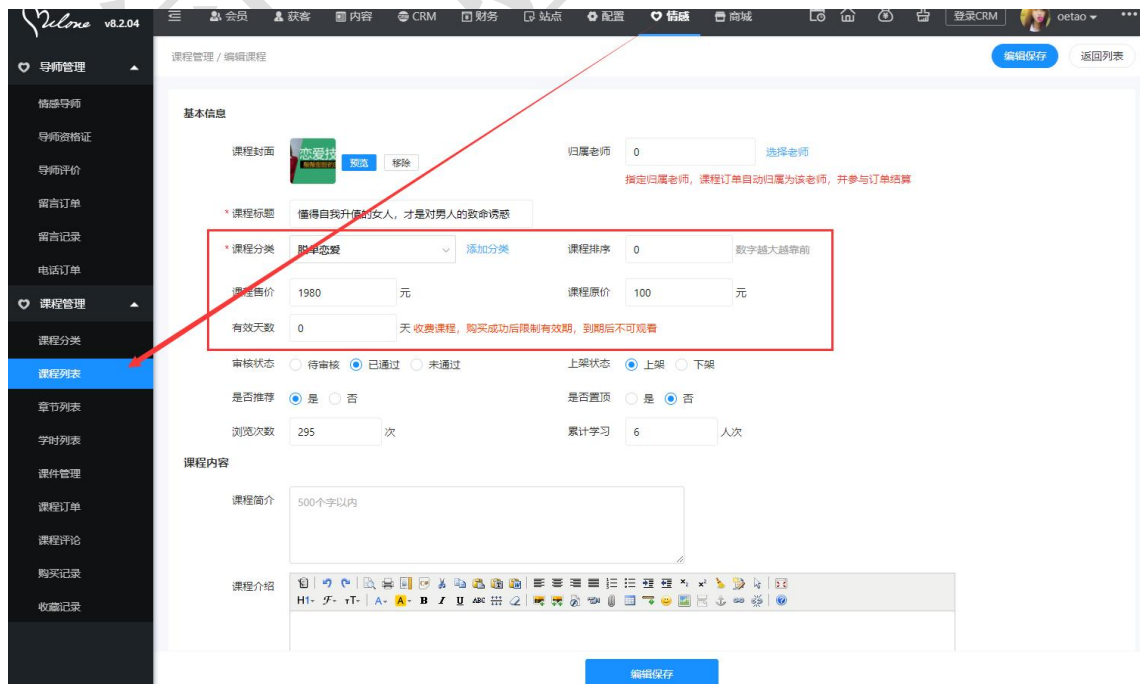 v8.2.04 会员 获客 内容 CRM 财务 站点 配置 情感 商城 登录CRM oetao
导师管理
情感导师
导师资格证
导师评价
留言订单
留言记录
电话订单
课程管理
课程分类
课程列表
章节列表
学时列表
课件管理
课程订单
课程评论
购买记录
收藏记录
课程管理 / 编辑课程 编辑保存 返回列表
基本信息
课程封面 恋爱技 预览 移除 归属老师 0 选择老师
指定归属老师，课程订单自动归属为该老师，并参与订单结算
* 课程标题 懂得自我升值的女人，才是对男人的致命诱惑
* 课程分类 脱单恋爱 添加分类 课程排序 0 数字越大越靠前
课程售价 1980 元 课程原价 100 元
有效天数 0 天 收费课程，购买成功后限制有效期，到期后不可观看
审核状态 待审核 已通过 未通过 上架状态 上架 下架
是否推荐 是 否 是否置顶 是 否
浏览次数 295 次 累计学习 6 人次
课程内容
课程简介 500个字以内
课程介绍
H1 F тT A A B I U ABC
编辑保存